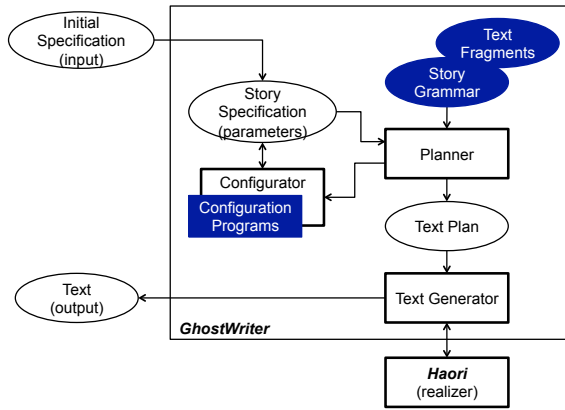 Initial
Specification
(input)
Text
Fragments
Story
Grammar
Story
Specification
(parameters)
Planner
Configurator
Configuration
Programs
Text Plan
Text
(output)
Text Generator
GhostWriter
Haori
(realizer)